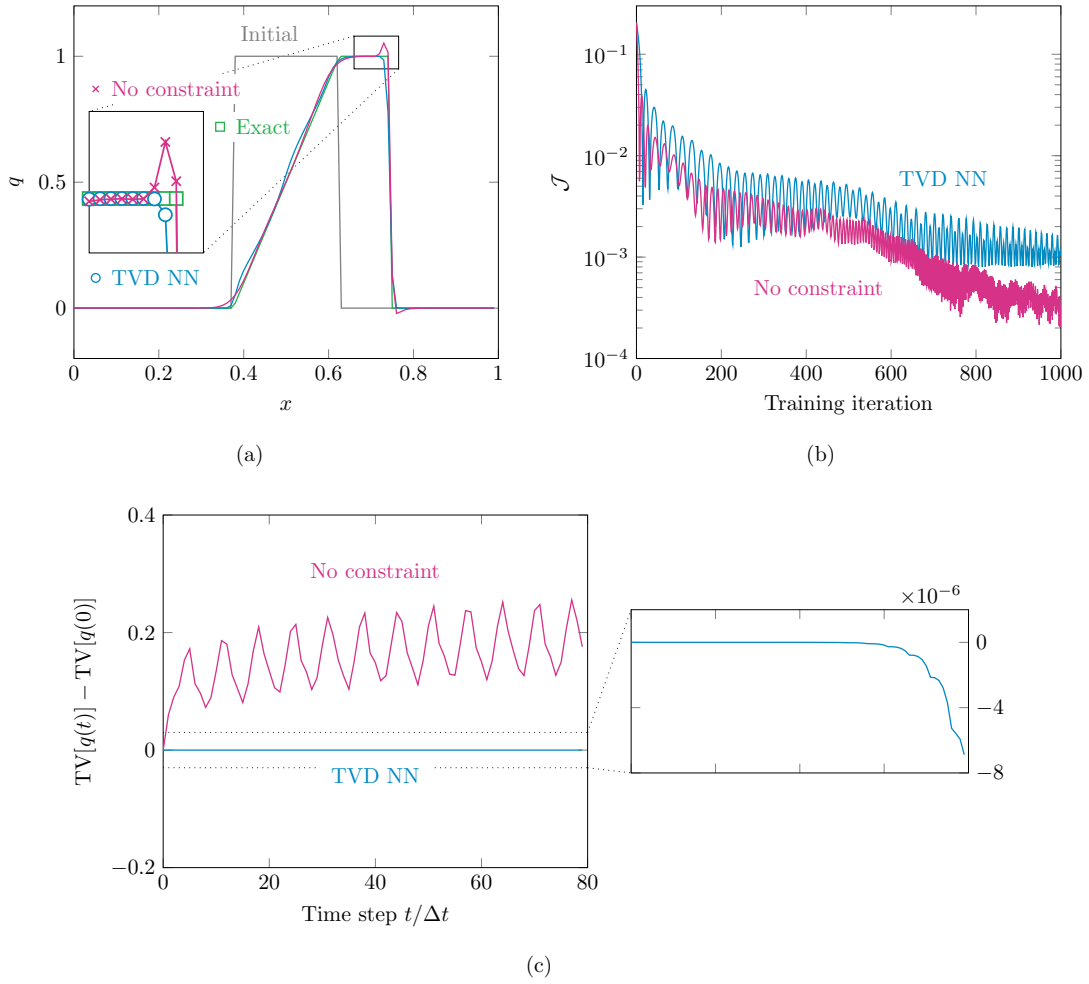 Initial
1
× No constraint
Exact
q
0.5
TVD NN
0
0 0.2 0.4 0.6 0.8 1
x
(a)
10⁻¹
10⁻²
TVD NN
𝒥
10⁻³
No constraint
10⁻⁴
0 200 400 600 800 1000
Training iteration
(b)
0.4
No constraint
×10⁻⁶
0.2
0
TV[q(t)] − TV[q(0)]
−4
0
TVD NN
−8
−0.2
0 20 40 60 80
Time step t/Δt
(c)